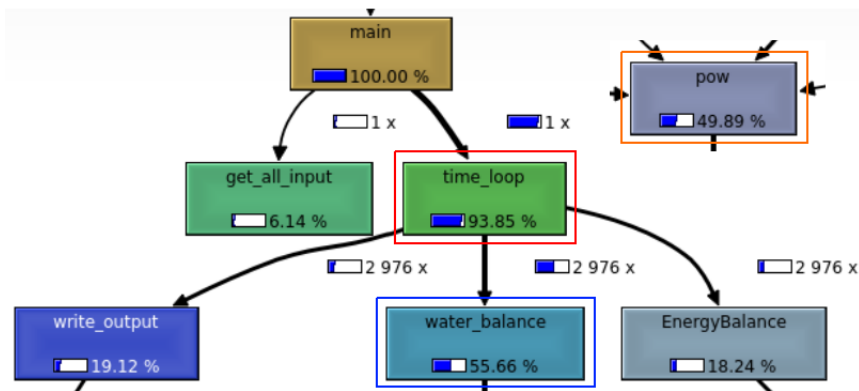 main
100.00 %
pow
49.89 %
1 x
1 x
get_all_input
6.14 %
time_loop
93.85 %
2 976 x
2 976 x
2 976 x
write_output
19.12 %
water_balance
55.66 %
EnergyBalance
18.24 %